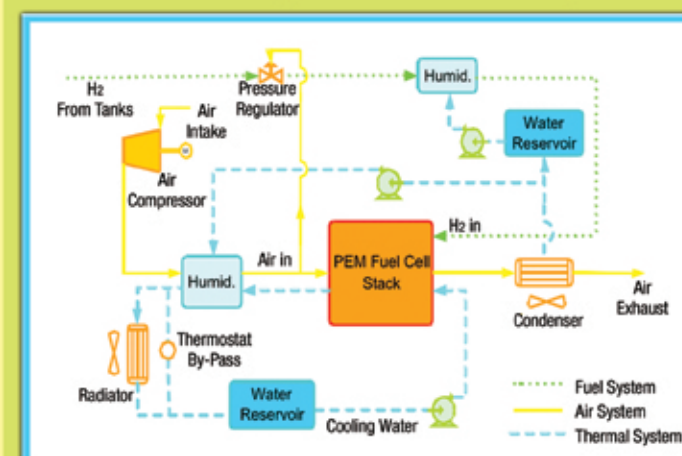 H2
From Tanks
Pressure
Regulator
Humid.
Air
Intake
M
Air
Compressor
Water
Reservoir
H2 in
Air in
Humid.
PEM Fuel Cell
Stack
Condenser
Air
Exhaust
Thermostat
By-Pass
Radiator
Water
Reservoir
Cooling Water
Fuel System
Air System
Thermal System